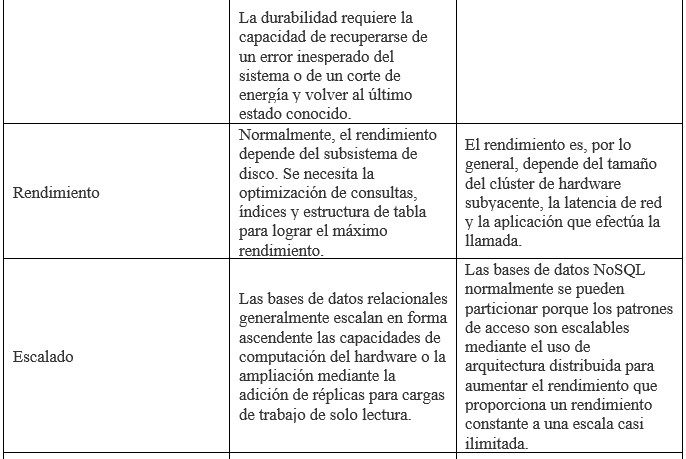 La durabilidad requiere la
capacidad de recuperarse de
un error inesperado del
sistema o de un corte de
energía y volver al último
estado conocido.
Rendimiento
Normalmente, el rendimiento
depende del subsistema de
disco. Se necesita la
optimización de consultas,
índices y estructura de tabla
para lograr el máximo
rendimiento.
El rendimiento es, por lo
general, depende del tamaño
del clúster de hardware
subyacente, la latencia de red
y la aplicación que efectúa la
llamada.
Escalado
Las bases de datos relacionales
generalmente escalan en forma
ascendente las capacidades de
computación del hardware o la
ampliación mediante la
adición de réplicas para cargas
de trabajo de solo lectura.
Las bases de datos NoSQL
normalmente se pueden
particionar porque los patrones
de acceso son escalables
mediante el uso de
arquitectura distribuida para
aumentar el rendimiento que
proporciona un rendimiento
constante a una escala casi
ilimitada.